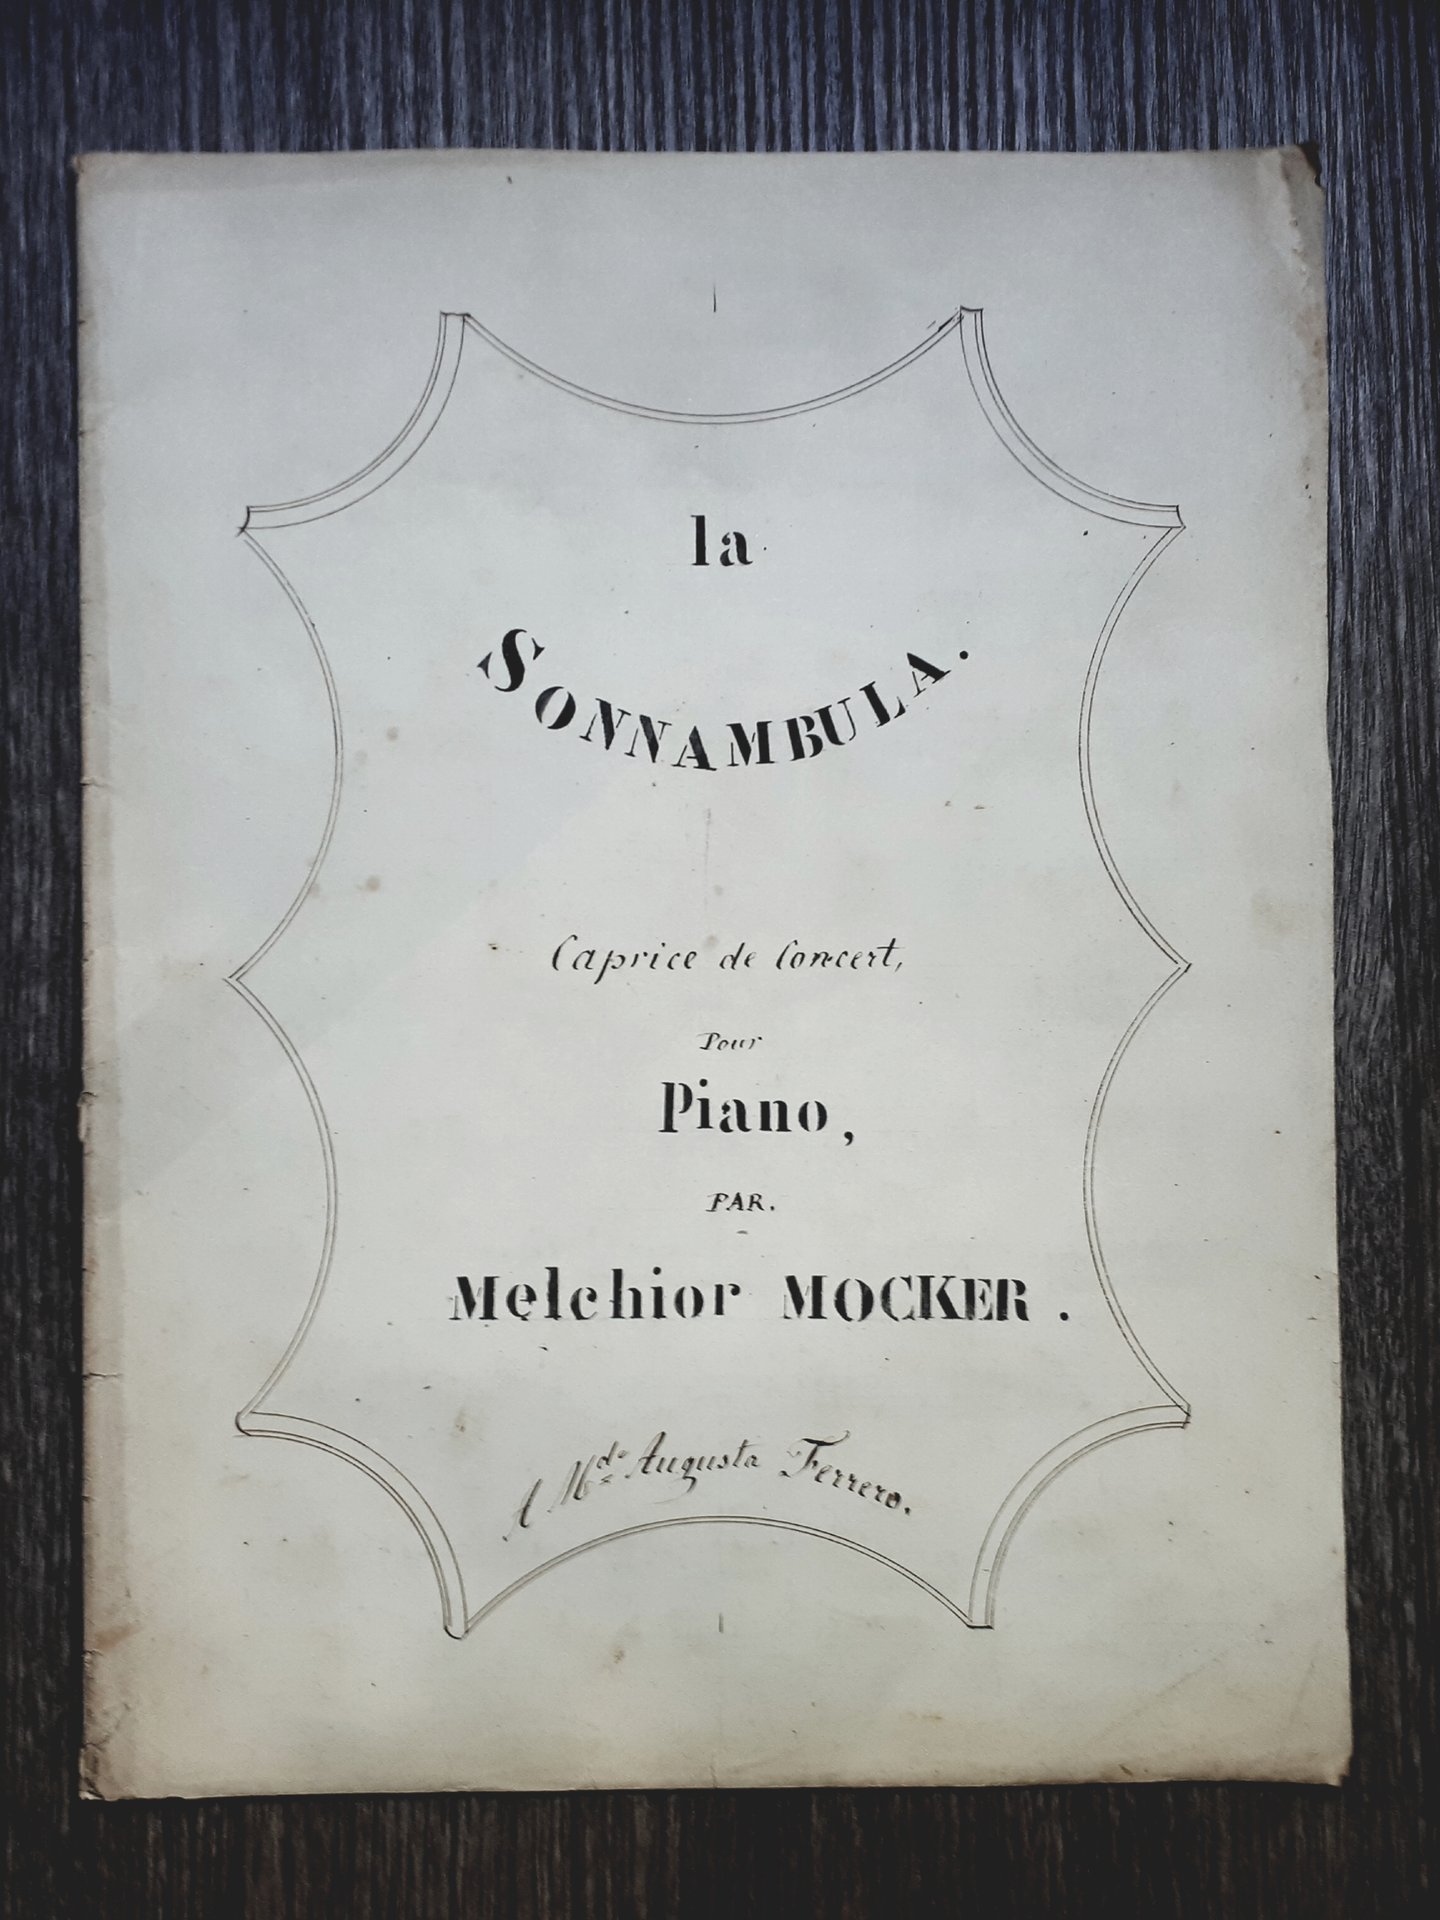 la
SONNAMBULA.
Caprice de Concert,
Pour
Piano,
PAR.
Melchior MOCKER.
A Mde Augusta Ferrero.